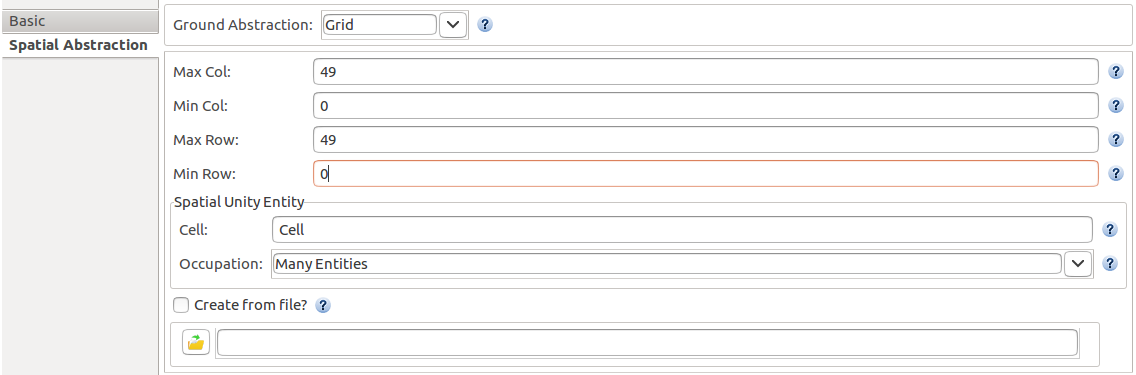 Basic
Spatial Abstraction
Ground Abstraction: Grid ?
Max Col: 49 ?
Min Col: 0 ?
Max Row: 49 ?
Min Row: 0 ?
Spatial Unity Entity
Cell: Cell ?
Occupation: Many Entities ?
Create from file? ?